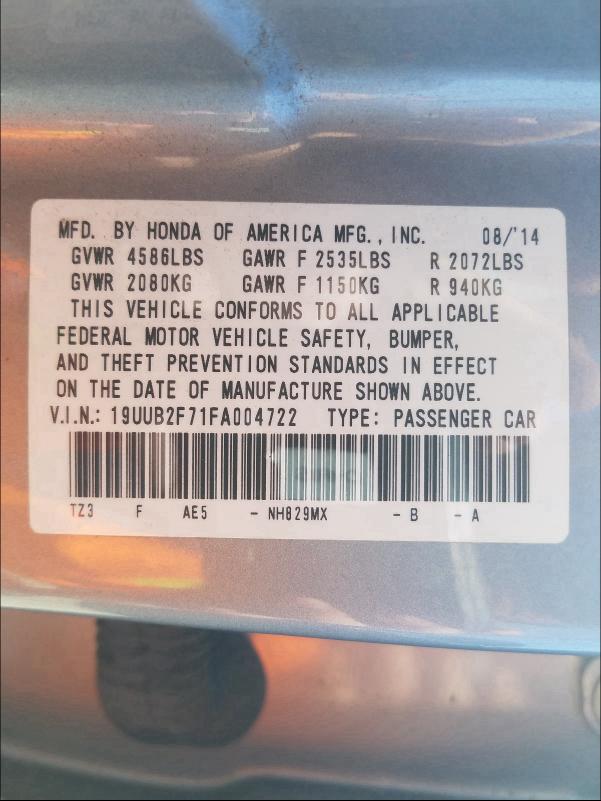 MFD. BY HONDA OF AMERICA MFG., INC. 08/'14
GVWR 4586LBS GAWR F 2535LBS R 2072LBS
GVWR 2080KG GAWR F 1150KG R 940KG
THIS VEHICLE CONFORMS TO ALL APPLICABLE
FEDERAL MOTOR VEHICLE SAFETY, BUMPER,
AND THEFT PREVENTION STANDARDS IN EFFECT
ON THE DATE OF MANUFACTURE SHOWN ABOVE.
V.I.N.: 19UUB2F71FA004722 TYPE: PASSENGER CAR
TZ3 F AE5 - NH829MX - B - A